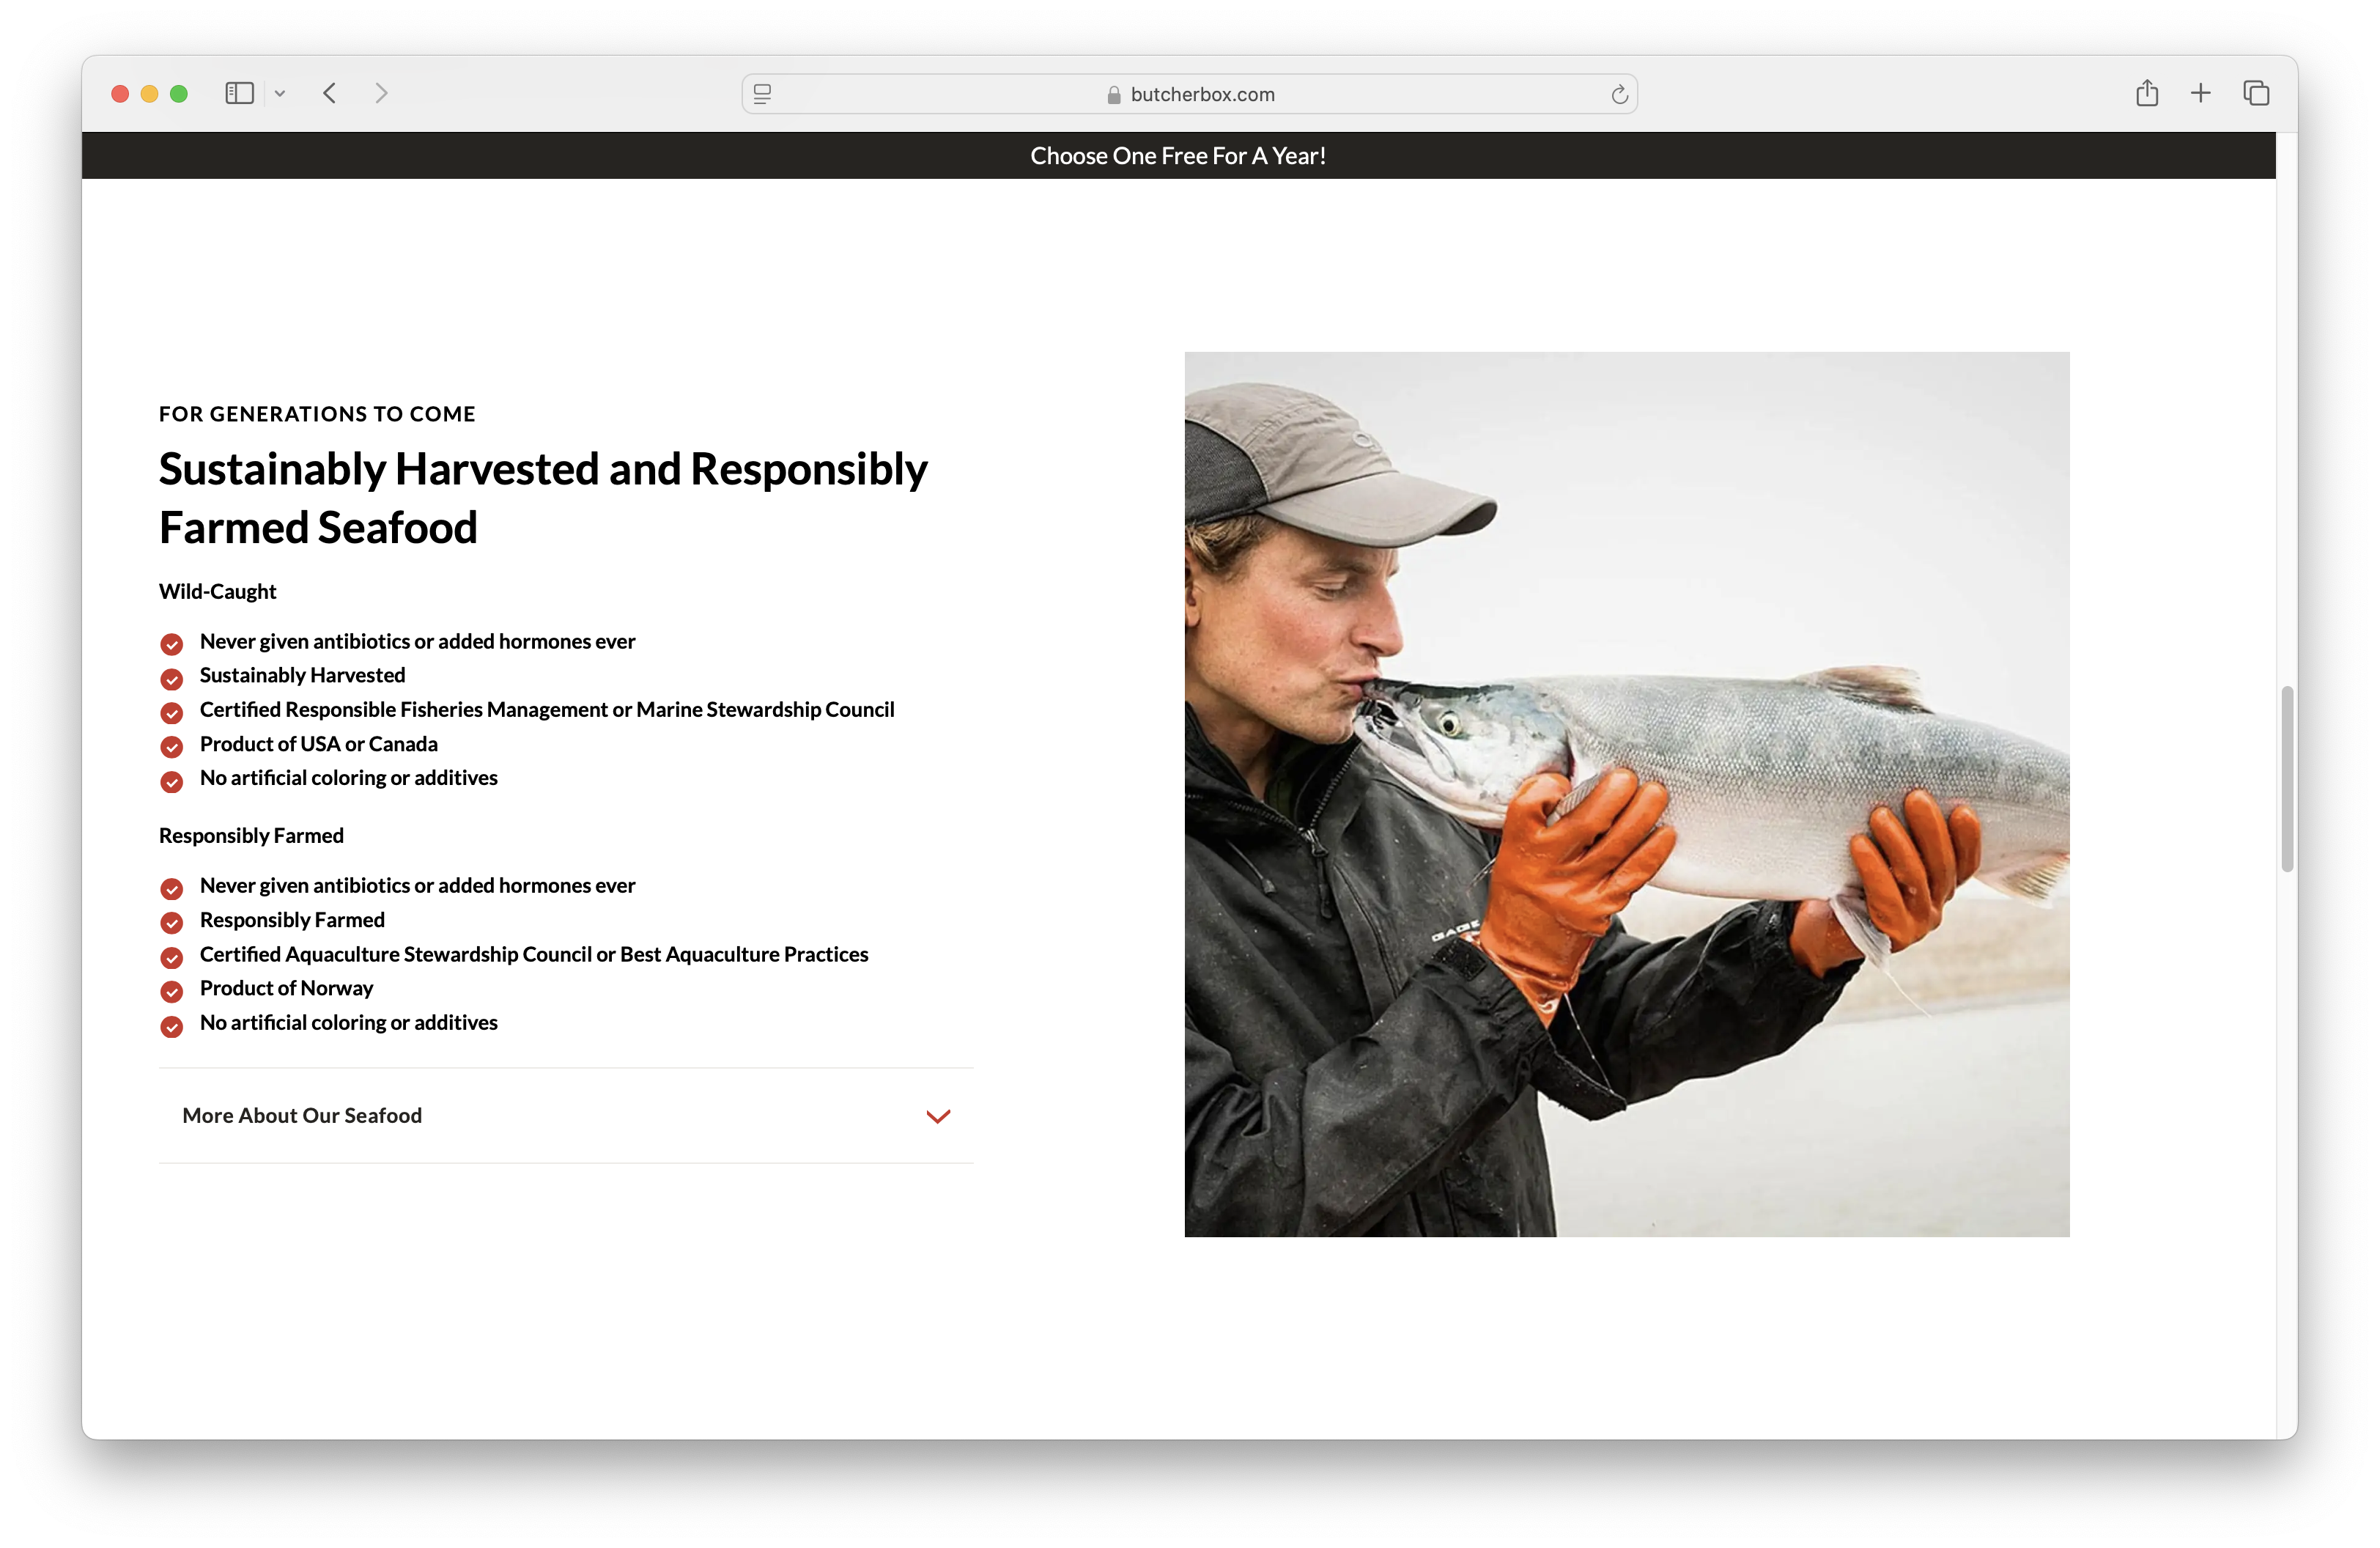 butcherbox.com
Choose One Free For A Year!
FOR GENERATIONS TO COME
Sustainably Harvested and Responsibly
Farmed Seafood
Wild-Caught
Never given antibiotics or added hormones ever
Sustainably Harvested
Certified Responsible Fisheries Management or Marine Stewardship Council
Product of USA or Canada
No artificial coloring or additives
Responsibly Farmed
Never given antibiotics or added hormones ever
Responsibly Farmed
Certified Aquaculture Stewardship Council or Best Aquaculture Practices
Product of Norway
No artificial coloring or additives
More About Our Seafood